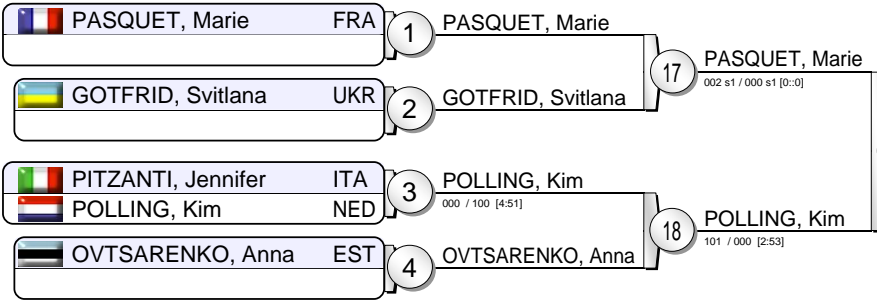 PASQUET, Marie FRA
1
PASQUET, Marie
GOTFRID, Svitlana UKR
2
GOTFRID, Svitlana
17
PASQUET, Marie
002 s1 / 000 s1 [0::0]
PITZANTI, Jennifer ITA
POLLING, Kim NED
3
POLLING, Kim
000 / 100 [4:51]
OVTSARENKO, Anna EST
4
OVTSARENKO, Anna
18
POLLING, Kim
101 / 000 [2:53]